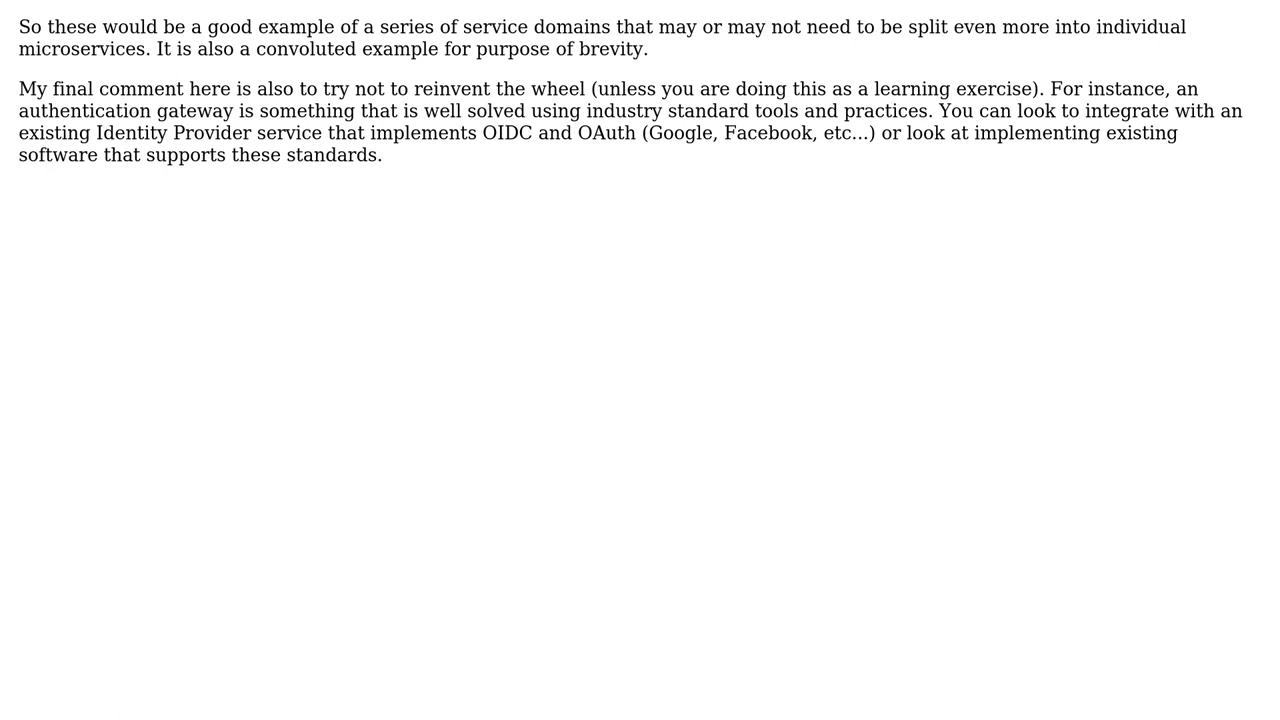 So these would be a good example of a series of service domains that may or may not need to be split even more into individual
microservices. It is also a convoluted example for purpose of brevity.
My final comment here is also to try not to reinvent the wheel (unless you are doing this as a learning exercise). For instance, an
authentication gateway is something that is well solved using industry standard tools and practices. You can look to integrate with an
existing Identity Provider service that implements OIDC and OAuth (Google, Facebook, etc...) or look at implementing existing
software that supports these standards.